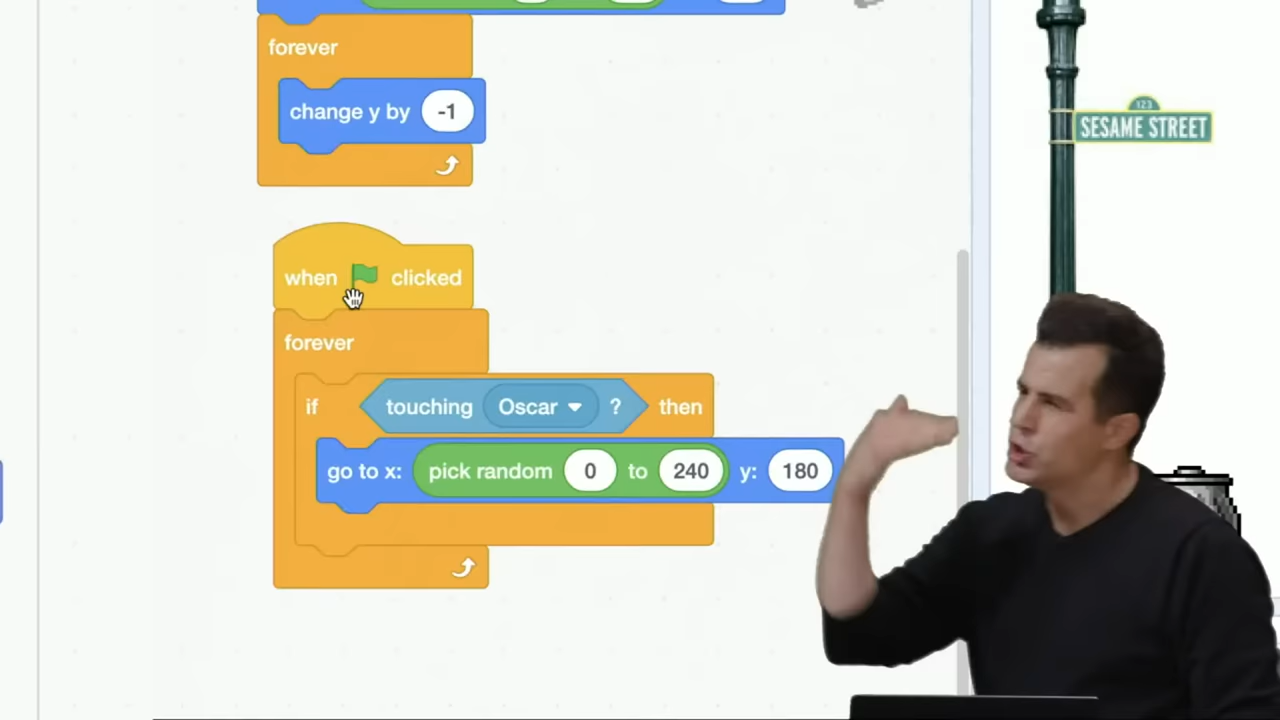 forever
change y by -1
when clicked
forever
if touching Oscar ? then
go to x: pick random 0 to 240 y: 180
123
SESAME STREET